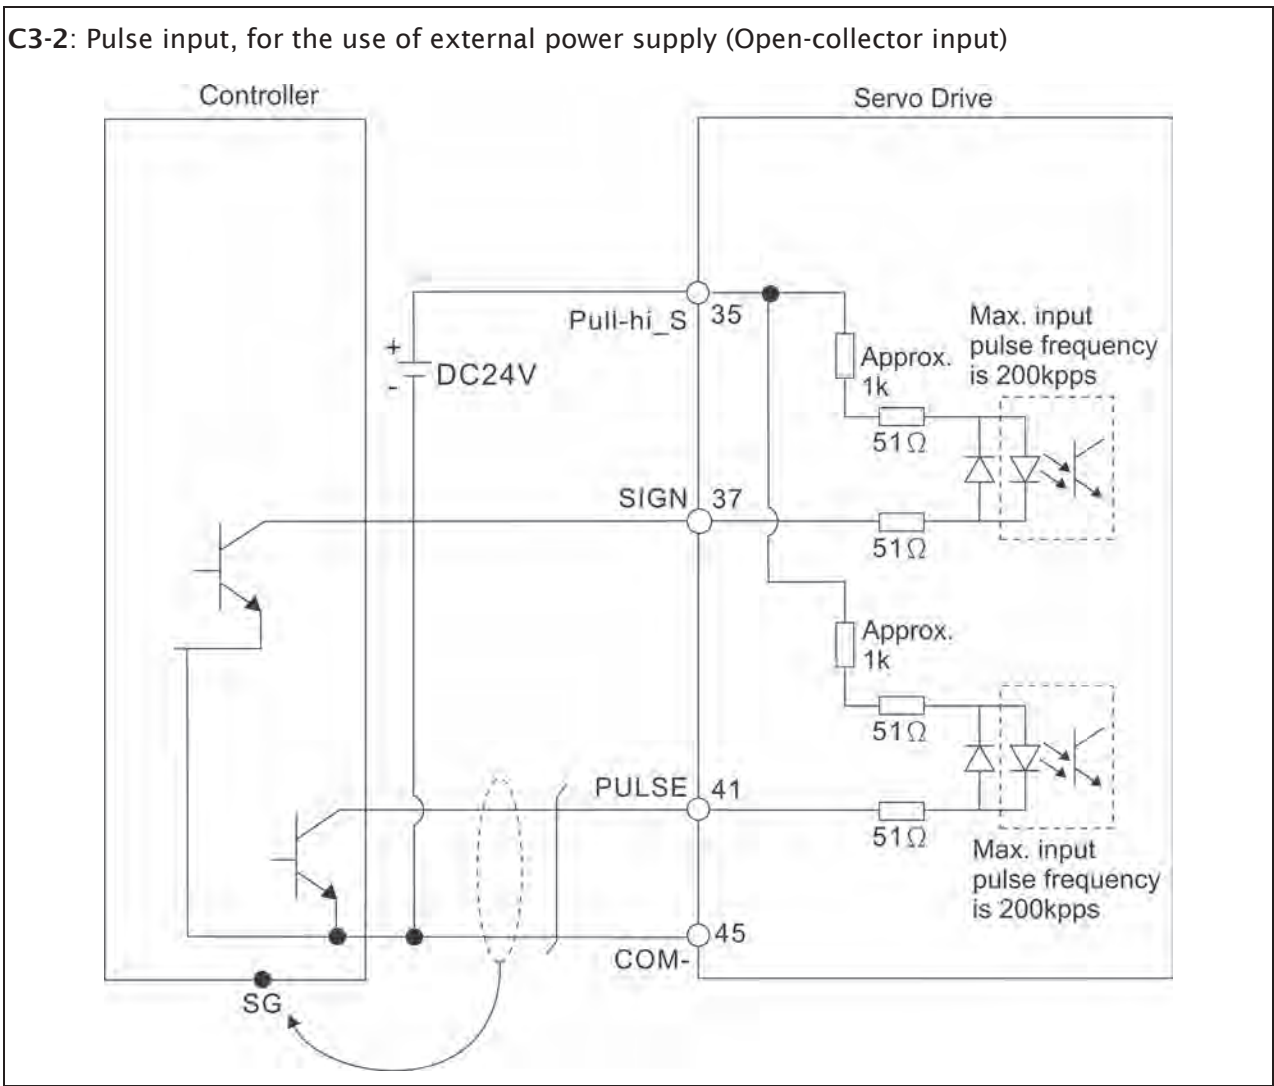 C3-2: Pulse input, for the use of external power supply (Open-collector input)
Controller
Servo Drive
Pull-hi_S
35
Max. input
pulse frequency
is 200kpps
+
-
DC24V
Approx.
1k
51Ω
SIGN
37
51Ω
Approx.
1k
51Ω
PULSE
41
51Ω
Max. input
pulse frequency
is 200kpps
45
COM-
SG